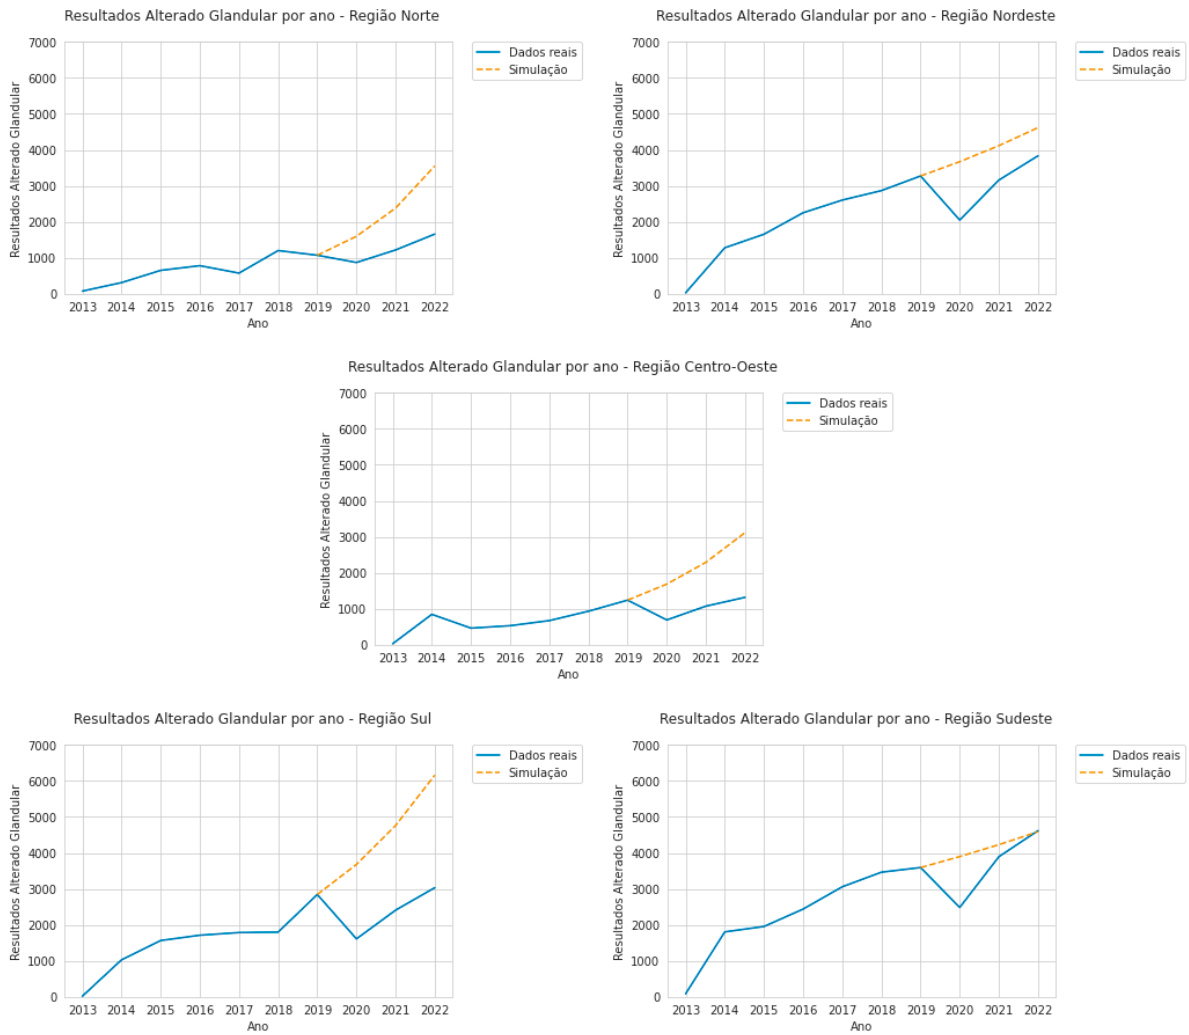 Resultados Alterado Glandular por ano - Região Norte
Resultados Alterado Glandular
7000
6000
5000
4000
3000
2000
1000
0
2013 2014 2015 2016 2017 2018 2019 2020 2021 2022
Ano
Dados reais
Simulação
Resultados Alterado Glandular por ano - Região Nordeste
Resultados Alterado Glandular
7000
6000
5000
4000
3000
2000
1000
0
2013 2014 2015 2016 2017 2018 2019 2020 2021 2022
Ano
Dados reais
Simulação
Resultados Alterado Glandular por ano - Região Centro-Oeste
Resultados Alterado Glandular
7000
6000
5000
4000
3000
2000
1000
0
2013 2014 2015 2016 2017 2018 2019 2020 2021 2022
Ano
Dados reais
Simulação
Resultados Alterado Glandular por ano - Região Sul
Resultados Alterado Glandular
7000
6000
5000
4000
3000
2000
1000
0
2013 2014 2015 2016 2017 2018 2019 2020 2021 2022
Ano
Dados reais
Simulação
Resultados Alterado Glandular por ano - Região Sudeste
Resultados Alterado Glandular
7000
6000
5000
4000
3000
2000
1000
0
2013 2014 2015 2016 2017 2018 2019 2020 2021 2022
Ano
Dados reais
Simulação